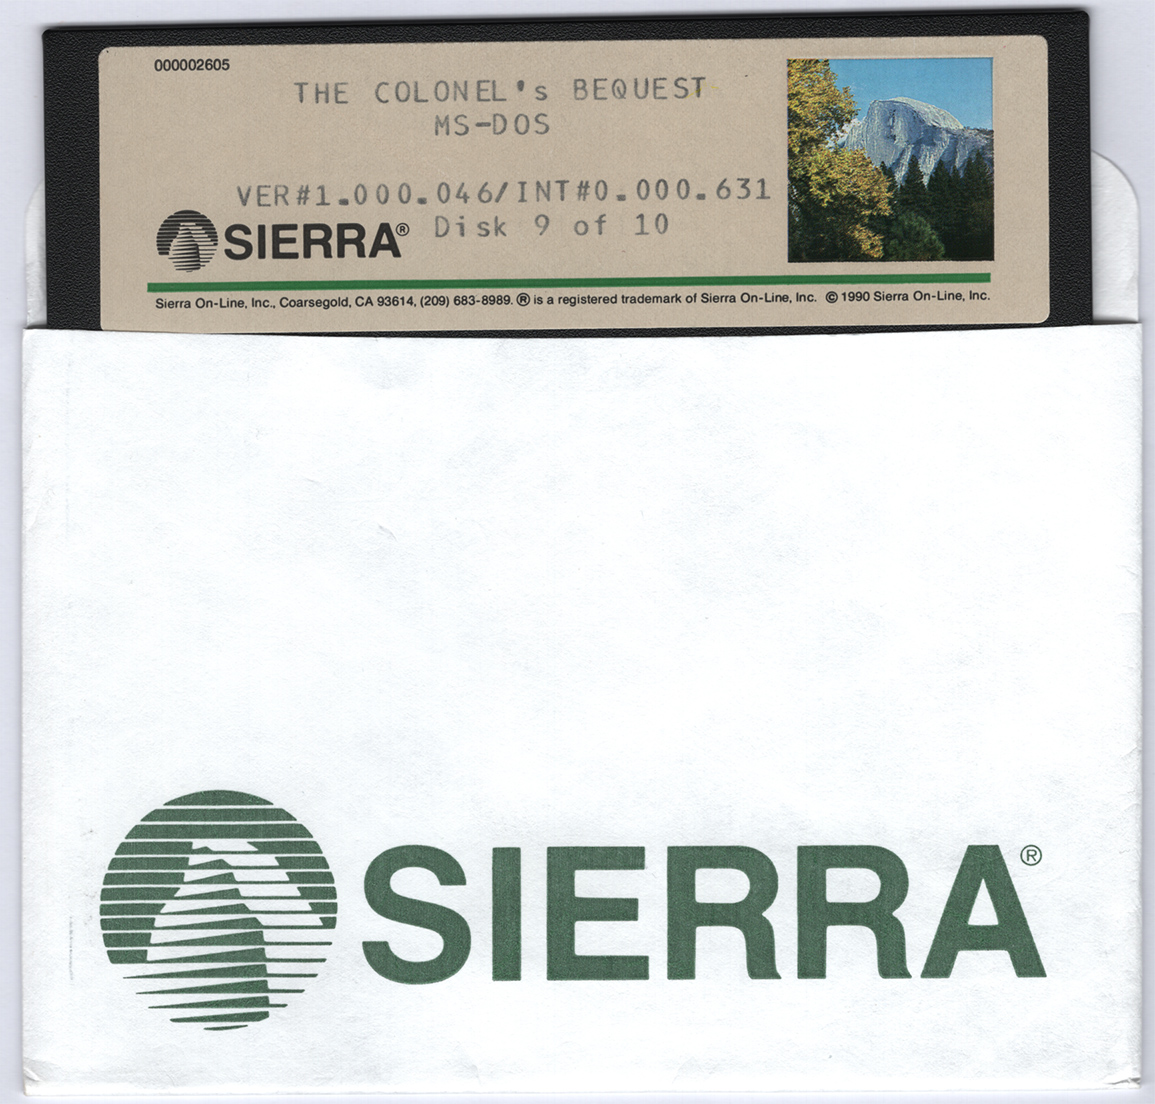 000002605
THE COLONEL's BEQUEST
MS-DOS
VER#1.000.046/INT#0.000.631
Disk 9 of 10
SIERRA®
Sierra On-Line, Inc., Coarsegold, CA 93614, (209) 683-8989. ® is a registered trademark of Sierra On-Line, Inc. © 1990 Sierra On-Line, Inc.
SIERRA®